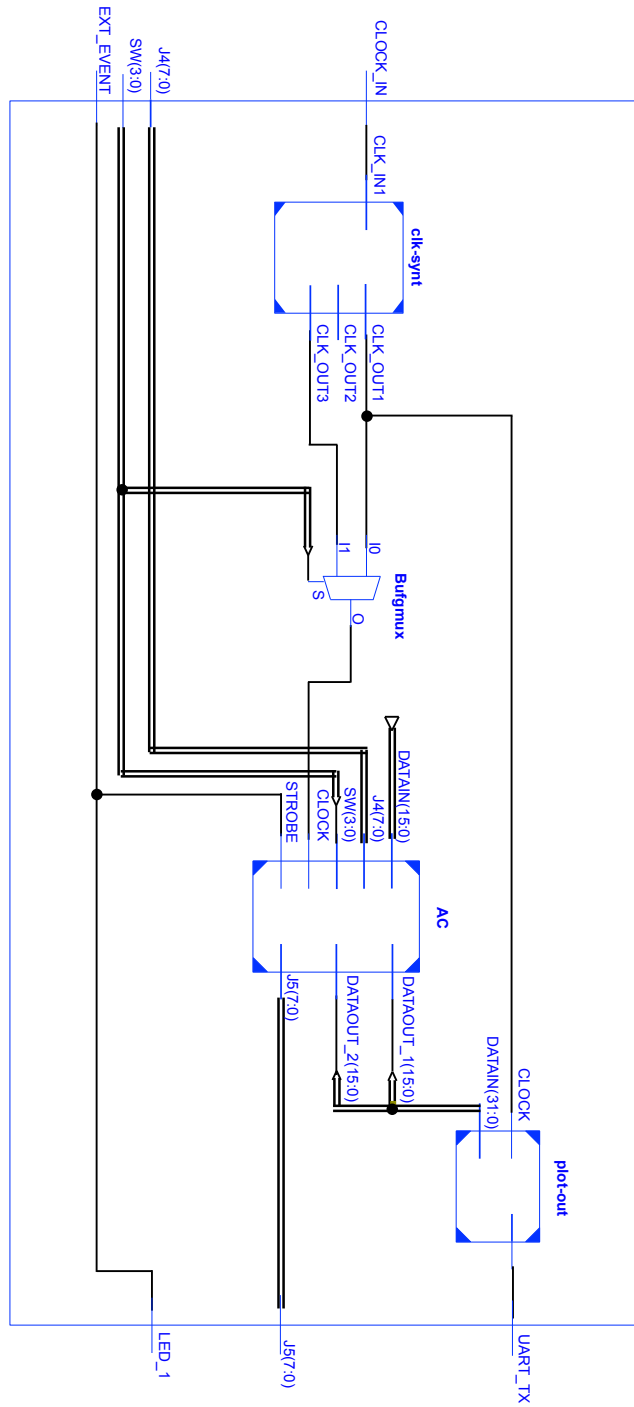 EXT_EVENT
SW(3:0)
J4(7:0)
CLOCK_IN
CLK_IN1
clk-synt
CLK_OUT1
CLK_OUT2
CLK_OUT3
I0
I1
S
O
Bufgmux
DATAIN(15:0)
J4(7:0)
SW(3:0)
CLOCK
STROBE
AC
DATAOUT_1(15:0)
DATAOUT_2(15:0)
J5(7:0)
CLOCK
DATAIN(31:0)
plot-out
UART_TX
J5(7:0)
LED_1